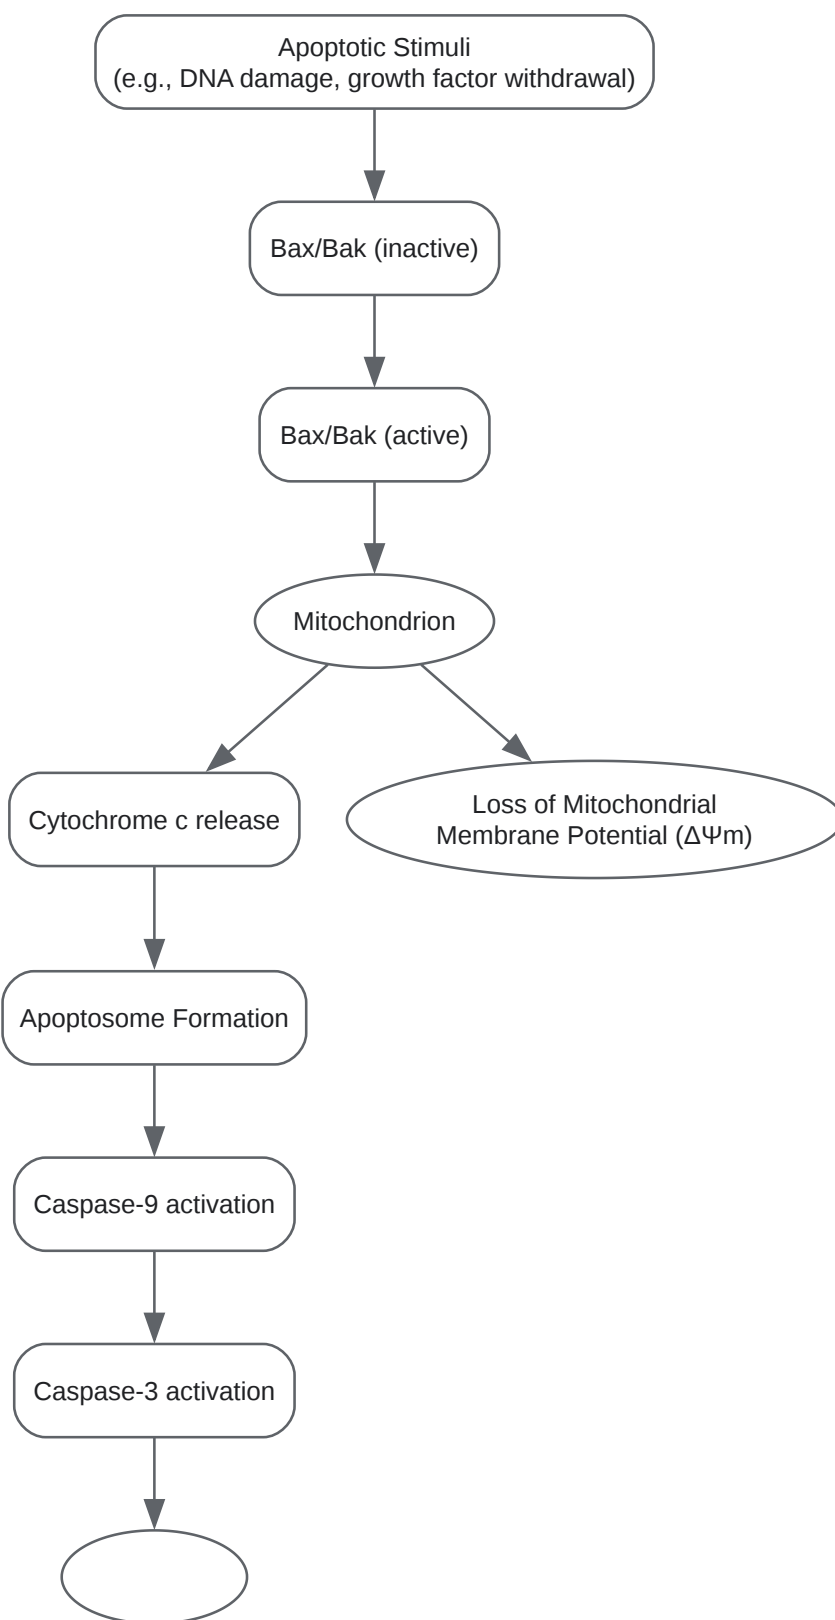 Apoptotic Stimuli
(e.g., DNA damage, growth factor withdrawal)
Bax/Bak (inactive)
Bax/Bak (active)
Mitochondrion
Cytochrome c release
Loss of Mitochondrial
Membrane Potential (ΔΨm)
Apoptosome Formation
Caspase-9 activation
Caspase-3 activation